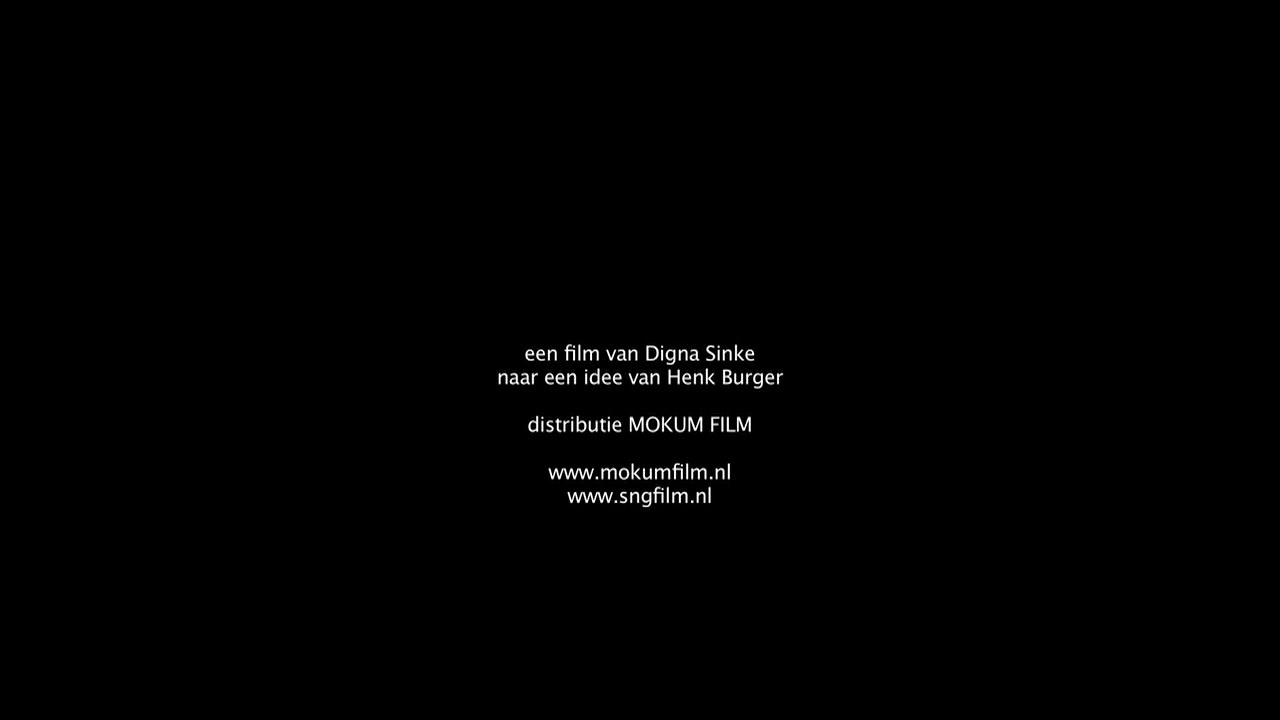 een film van Digna Sinke
naar een idee van Henk Burger
distributie MOKUM FILM
www.mokumfilm.nl
www.sngfilm.nl